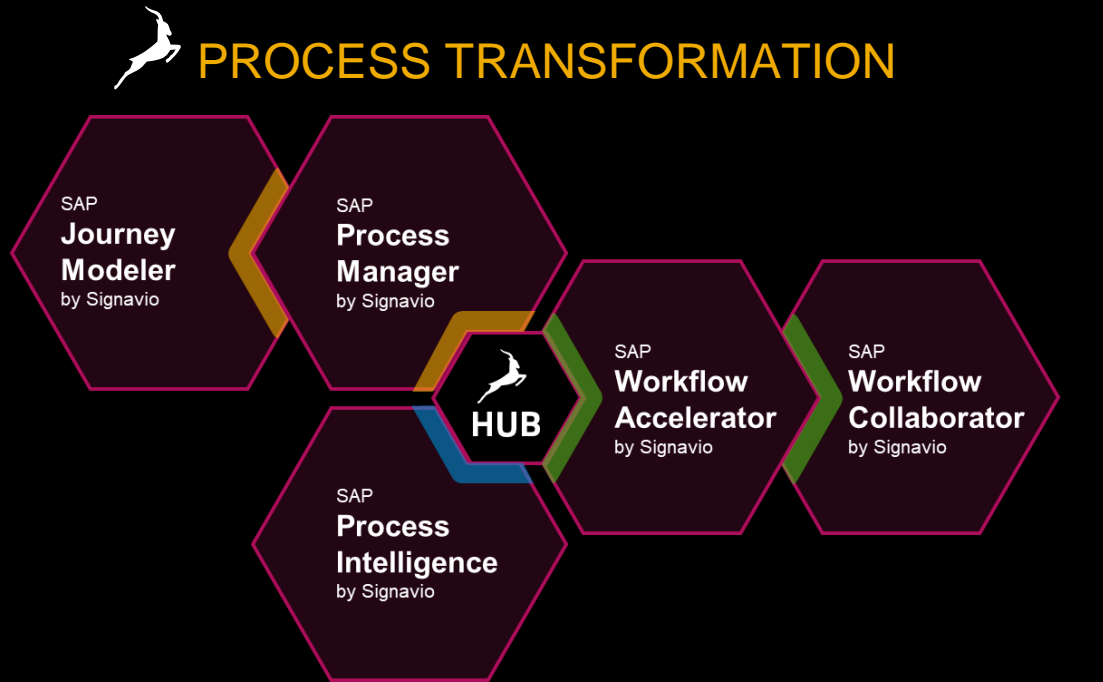 PROCESS TRANSFORMATION
SAP
Journey
Modeler
by Signavio
SAP
Process
Manager
by Signavio
SAP
Workflow
Accelerator
by Signavio
SAP
Workflow
Collaborator
by Signavio
HUB
SAP
Process
Intelligence
by Signavio